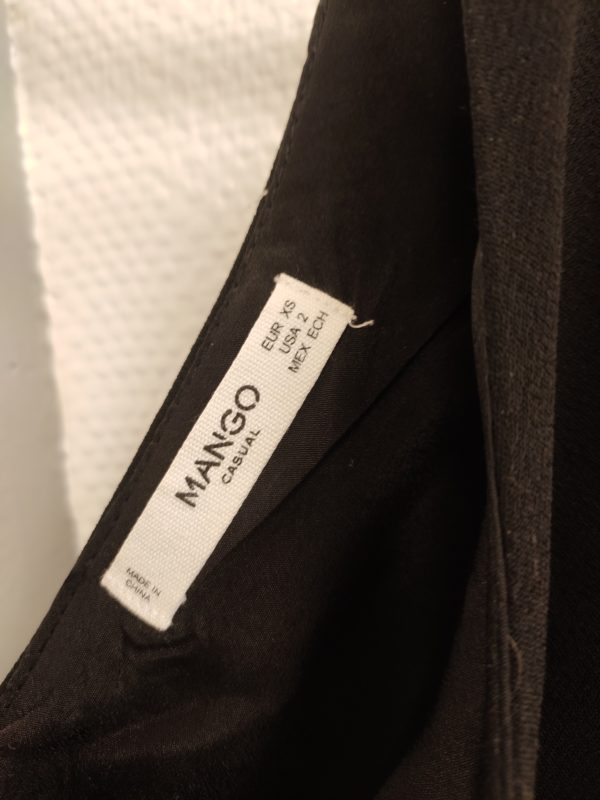 EUR XS
USA 2
MEX ECH
MANGO
CASUAL
MADE IN
CHINA